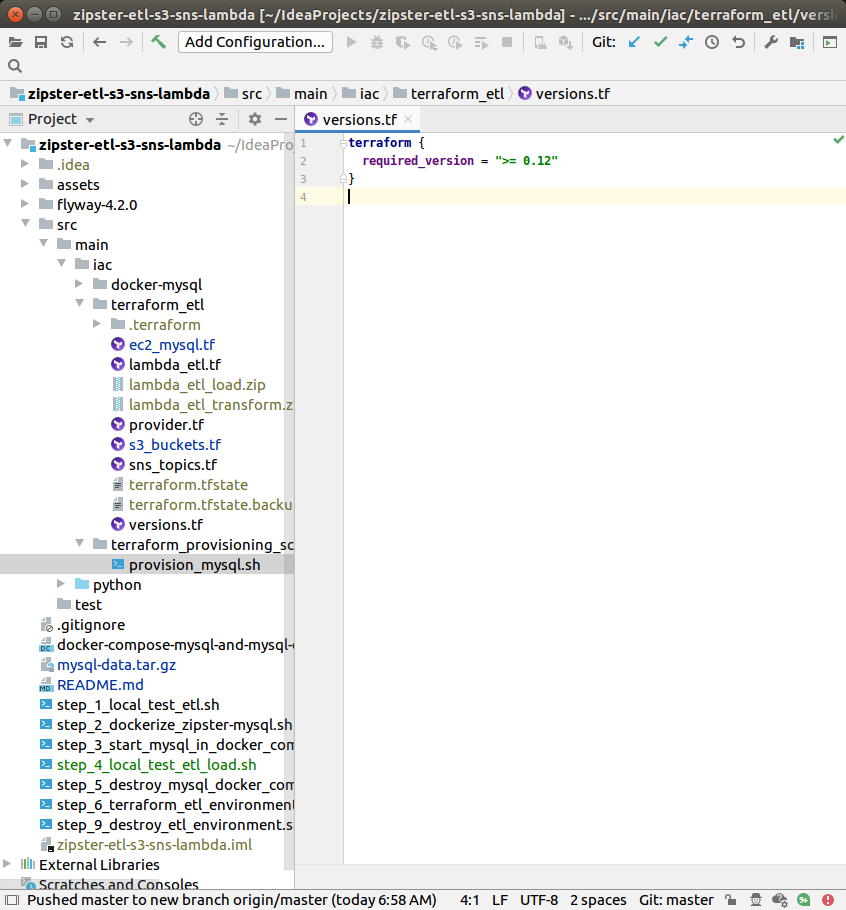 zipster-etl-s3-sns-lambda [~/IdeaProjects/zipster-etl-s3-sns-lambda] - .../src/main/iac/terraform_etl/versi
Add Configuration...
Git:
zipster-etl-s3-sns-lambda src main iac terraform_etl versions.tf
Project
versions.tf
zipster-etl-s3-sns-lambda ~/IdeaPro
.idea
assets
flyway-4.2.0
src
main
iac
docker-mysql
terraform_etl
.terraform
ec2_mysql.tf
lambda_etl.tf
lambda_etl_load.zip
lambda_etl_transform.z
provider.tf
s3_buckets.tf
sns_topics.tf
terraform.tfstate
terraform.tfstate.backu
versions.tf
terraform_provisioning_sc
provision_mysql.sh
python
test
.gitignore
docker-compose-mysql-and-mysql-
mysql-data.tar.gz
README.md
step_1_local_test_etl.sh
step_2_dockerize_zipster-mysql.sh
step_3_start_mysql_in_docker_com
step_4_local_test_etl_load.sh
step_5_destroy_mysql_docker_com
step_6_terraform_etl_environment
step_9_destroy_etl_environment.s
zipster-etl-s3-sns-lambda.iml
External Libraries
Scratches and Consoles
1 terraform {
2 required_version = ">= 0.12"
3 }
4
Pushed master to new branch origin/master (today 6:58 AM) 4:1 LF UTF-8 2 spaces Git: master 9+